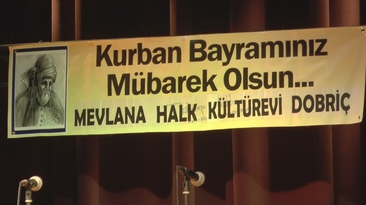 Kurban Bayramınız
Mübarek Olsun...
MEVLANA HALK KÜLTÜREVİ DOBRİÇ